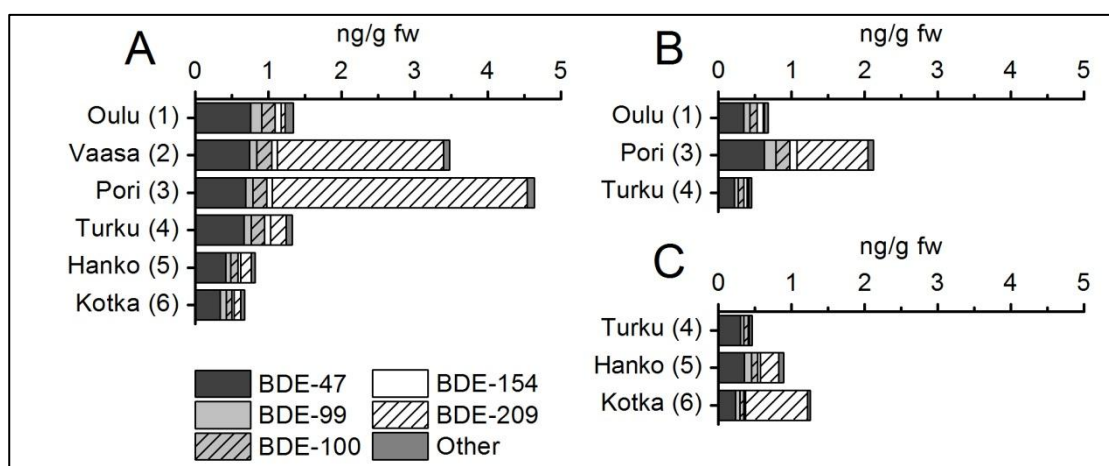 A
ng/g fw
0 1 2 3 4 5
Oulu (1)
Vaasa (2)
Pori (3)
Turku (4)
Hanko (5)
Kotka (6)
BDE-47
BDE-154
BDE-99
BDE-209
BDE-100
Other
B
ng/g fw
0 1 2 3 4 5
Oulu (1)
Pori (3)
Turku (4)
C
ng/g fw
0 1 2 3 4 5
Turku (4)
Hanko (5)
Kotka (6)